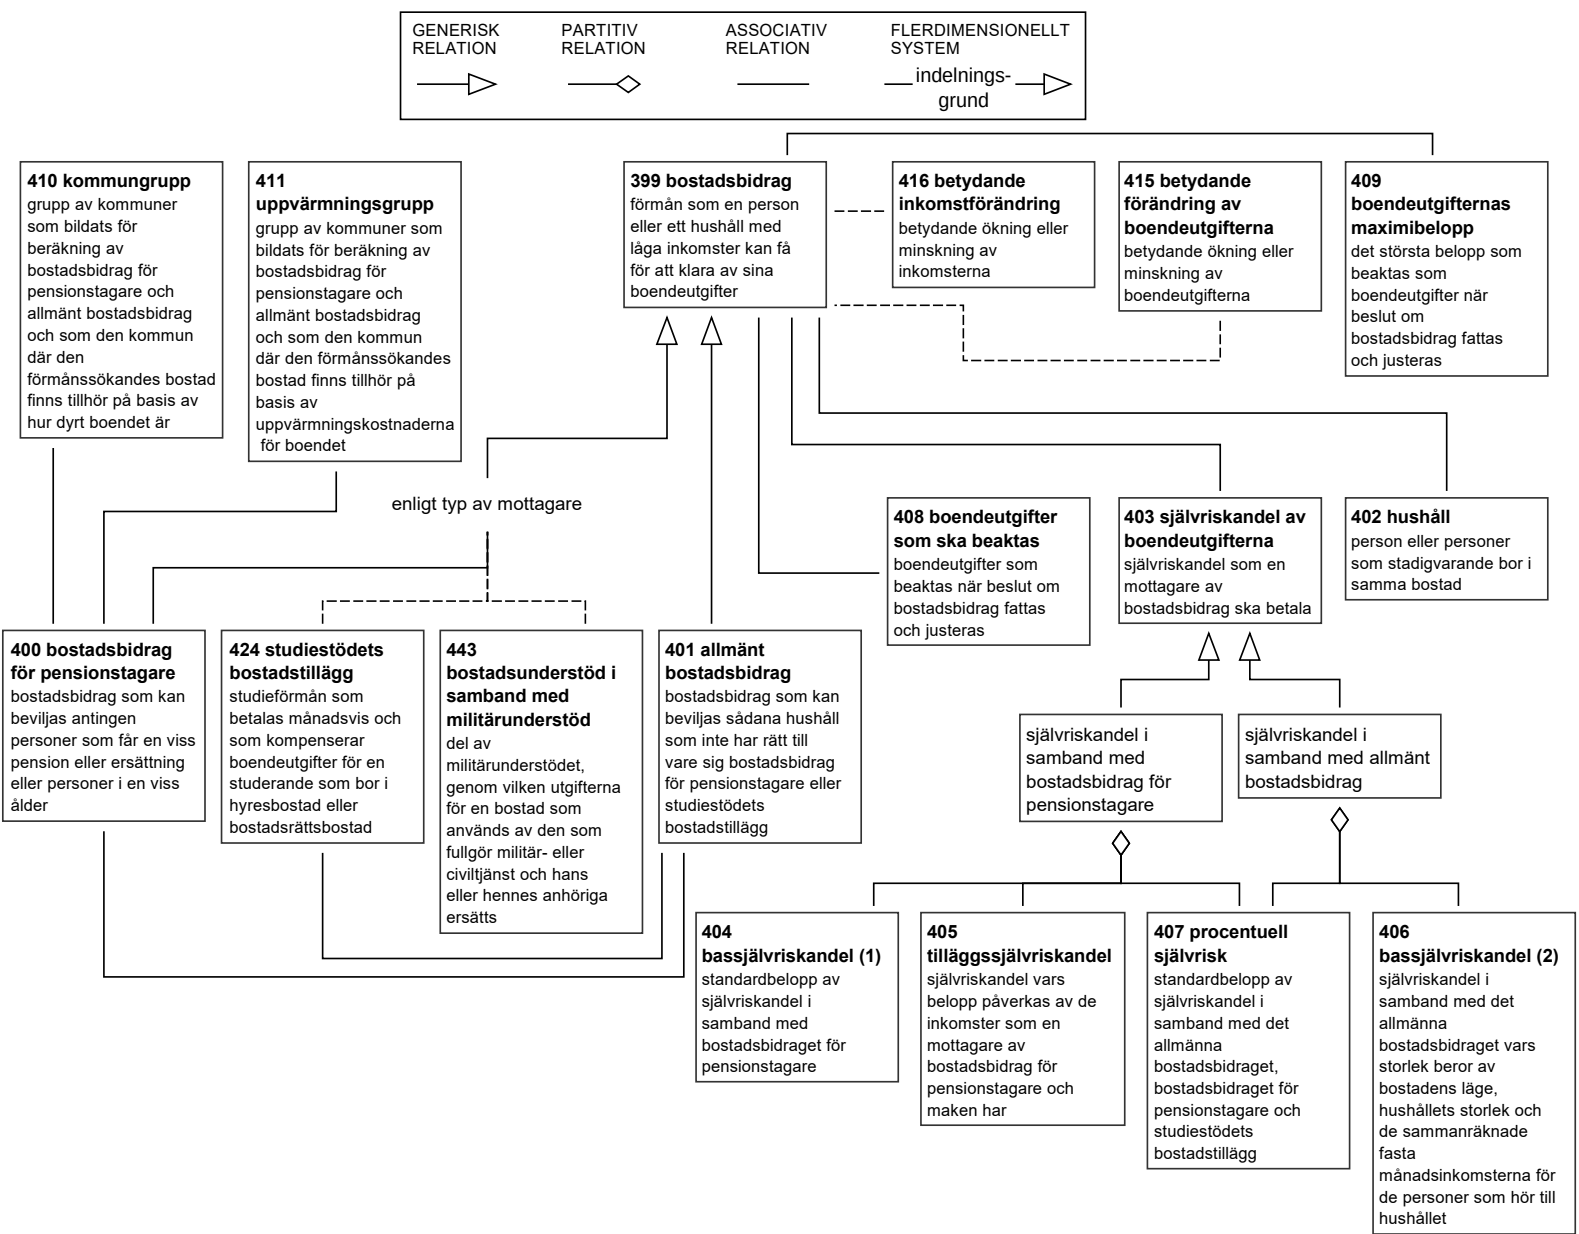 GENERISK
RELATION
PARTITIV
RELATION
ASSOCIATIV
RELATION
FLERDIMENSIONELLT
SYSTEM
indelnings-
grund
410 kommungrupp
grupp av kommuner
som bildats för
beräkning av
bostadsbidrag för
pensionstagare och
allmänt bostadsbidrag
och som den kommun
där den
förmånssökandes bostad
finns tillhör på basis av
hur dyrt boendet är
411
uppvärmningsgrupp
grupp av kommuner som
bildats för beräkning av
bostadsbidrag för
pensionstagare och
allmänt bostadsbidrag
och som den kommun
där den förmånssökandes
bostad finns tillhör på
basis av
uppvärmningskostnaderna
för boendet
399 bostadsbidrag
förmån som en person
eller ett hushåll med
låga inkomster kan få
för att klara av sina
boendeutgifter
416 betydande
inkomstförändring
betydande ökning eller
minskning av
inkomsterna
415 betydande
förändring av
boendeutgifterna
betydande ökning eller
minskning av
boendeutgifterna
409
boendeutgifternas
maximibelopp
det största belopp som
beaktas som
boendeutgifter när
beslut om
bostadsbidrag fattas
och justeras
enligt typ av mottagare
408 boendeutgifter
som ska beaktas
boendeutgifter som
beaktas när beslut om
bostadsbidrag fattas
och justeras
403 självriskandel av
boendeutgifterna
självriskandel som en
mottagare av
bostadsbidrag ska betala
402 hushåll
person eller personer
som stadigvarande bor i
samma bostad
400 bostadsbidrag
för pensionstagare
bostadsbidrag som kan
beviljas antingen
personer som får en viss
pension eller ersättning
eller personer i en viss
ålder
424 studiestödets
bostadstillägg
studieförmån som
betalas månadsvis och
som kompenserar
boendeutgifter för en
studerande som bor i
hyresbostad eller
bostadsrättsbostad
443
bostadsunderstöd i
samband med
militärunderstöd
del av
militärunderstödet,
genom vilken utgifterna
för en bostad som
används av den som
fullgör militär- eller
civiltjänst och hans
eller hennes anhöriga
ersätts
401 allmänt
bostadsbidrag
bostadsbidrag som kan
beviljas sådana hushåll
som inte har rätt till
vare sig bostadsbidrag
för pensionstagare eller
studiestödets
bostadstillägg
självriskandel i
samband med
bostadsbidrag för
pensionstagare
självriskandel i
samband med allmänt
bostadsbidrag
404
bassjälvriskandel (1)
standardbelopp av
självriskandel i
samband med
bostadsbidraget för
pensionstagare
405
tilläggssjälvriskandel
självriskandel vars
belopp påverkas av de
inkomster som en
mottagare av
bostadsbidrag för
pensionstagare och
maken har
407 procentuell
självrisk
standardbelopp av
självriskandel i
samband med det
allmänna
bostadsbidraget,
bostadsbidraget för
pensionstagare och
studiestödets
bostadstillägg
406
bassjälvriskandel (2)
självriskandel i
samband med det
allmänna
bostadsbidraget vars
storlek beror av
bostadens läge,
hushållets storlek och
de sammanräknade
fasta
månadsinkomsterna för
de personer som hör till
hushållet